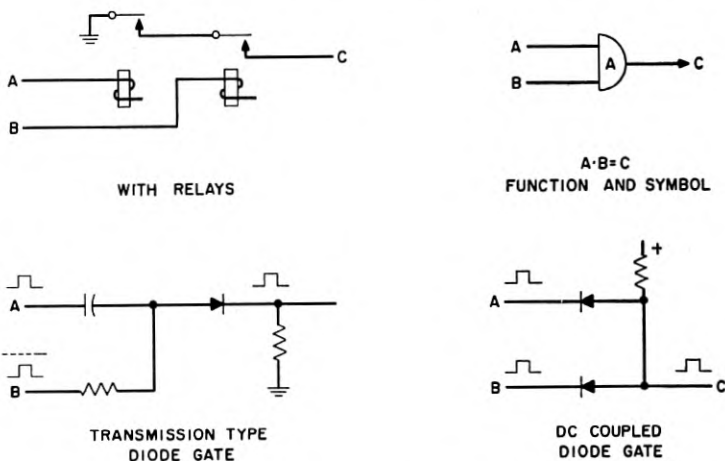 C
A
B
WITH RELAYS
A
B
A
C
A·B=C
FUNCTION AND SYMBOL
A
B
TRANSMISSION TYPE
DIODE GATE
+
A
B
C
DC COUPLED
DIODE GATE